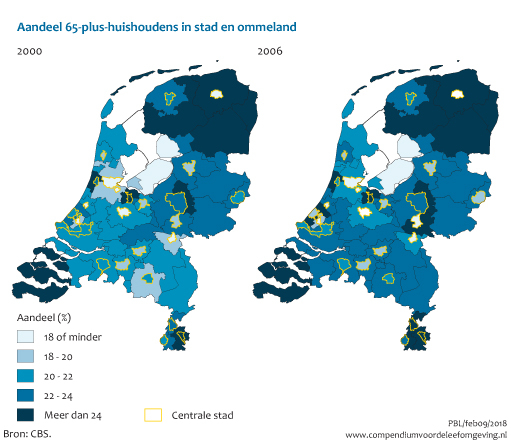 Aandeel 65-plus-huishoudens in stad en ommeland
2000
2006
Aandeel (%)
18 of minder
18 - 20
20 - 22
22 - 24
Meer dan 24
Centrale stad
PBL/feb09/2018
Bron: CBS.
www.compendiumvoordeleefomgeving.nl